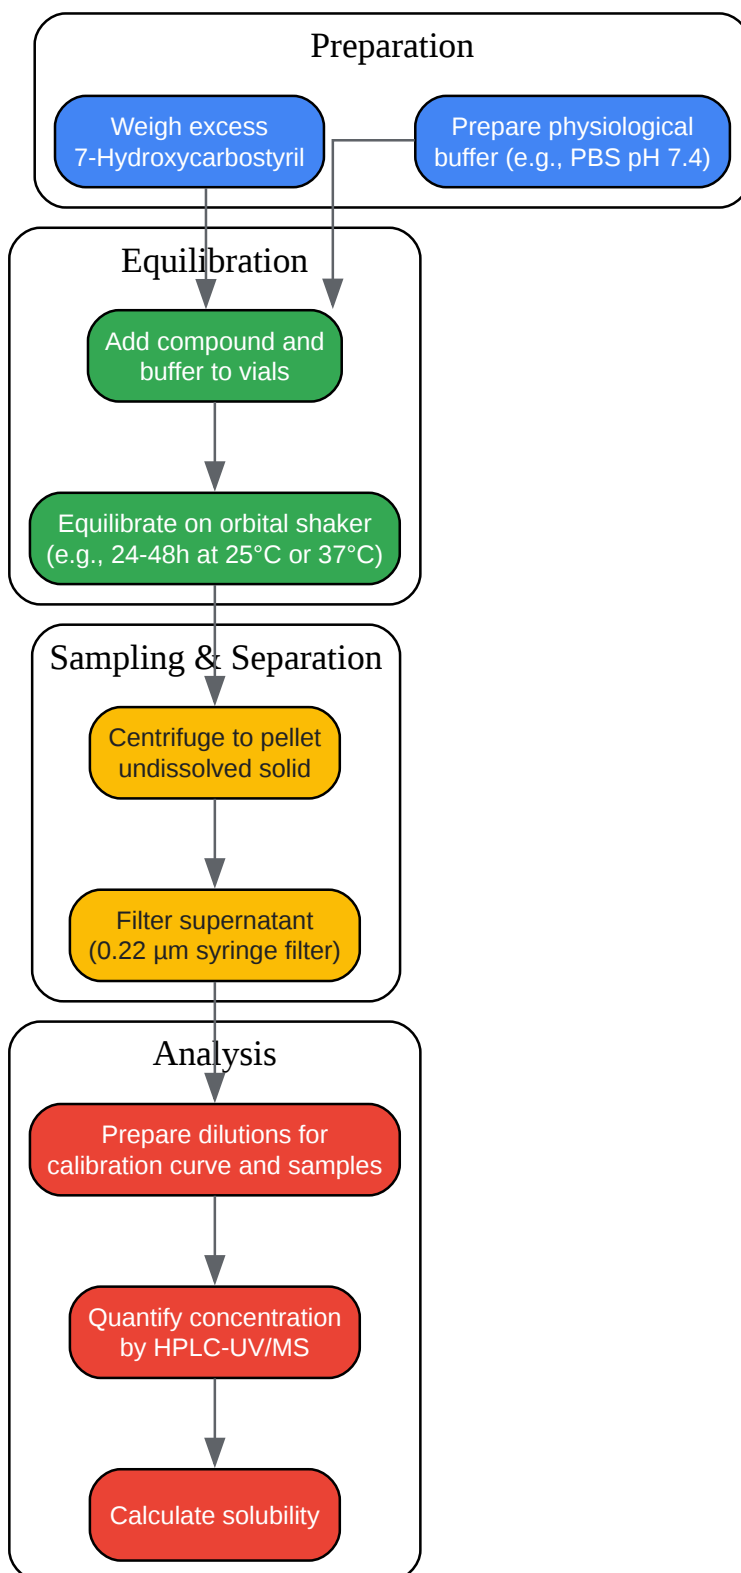 Preparation
Weigh excess
7-Hydroxycarbostyril
Prepare physiological
buffer (e.g., PBS pH 7.4)
Equilibration
Add compound and
buffer to vials
Equilibrate on orbital shaker
(e.g., 24-48h at 25°C or 37°C)
Sampling & Separation
Centrifuge to pellet
undissolved solid
Filter supernatant
(0.22 µm syringe filter)
Analysis
Prepare dilutions for
calibration curve and samples
Quantify concentration
by HPLC-UV/MS
Calculate solubility